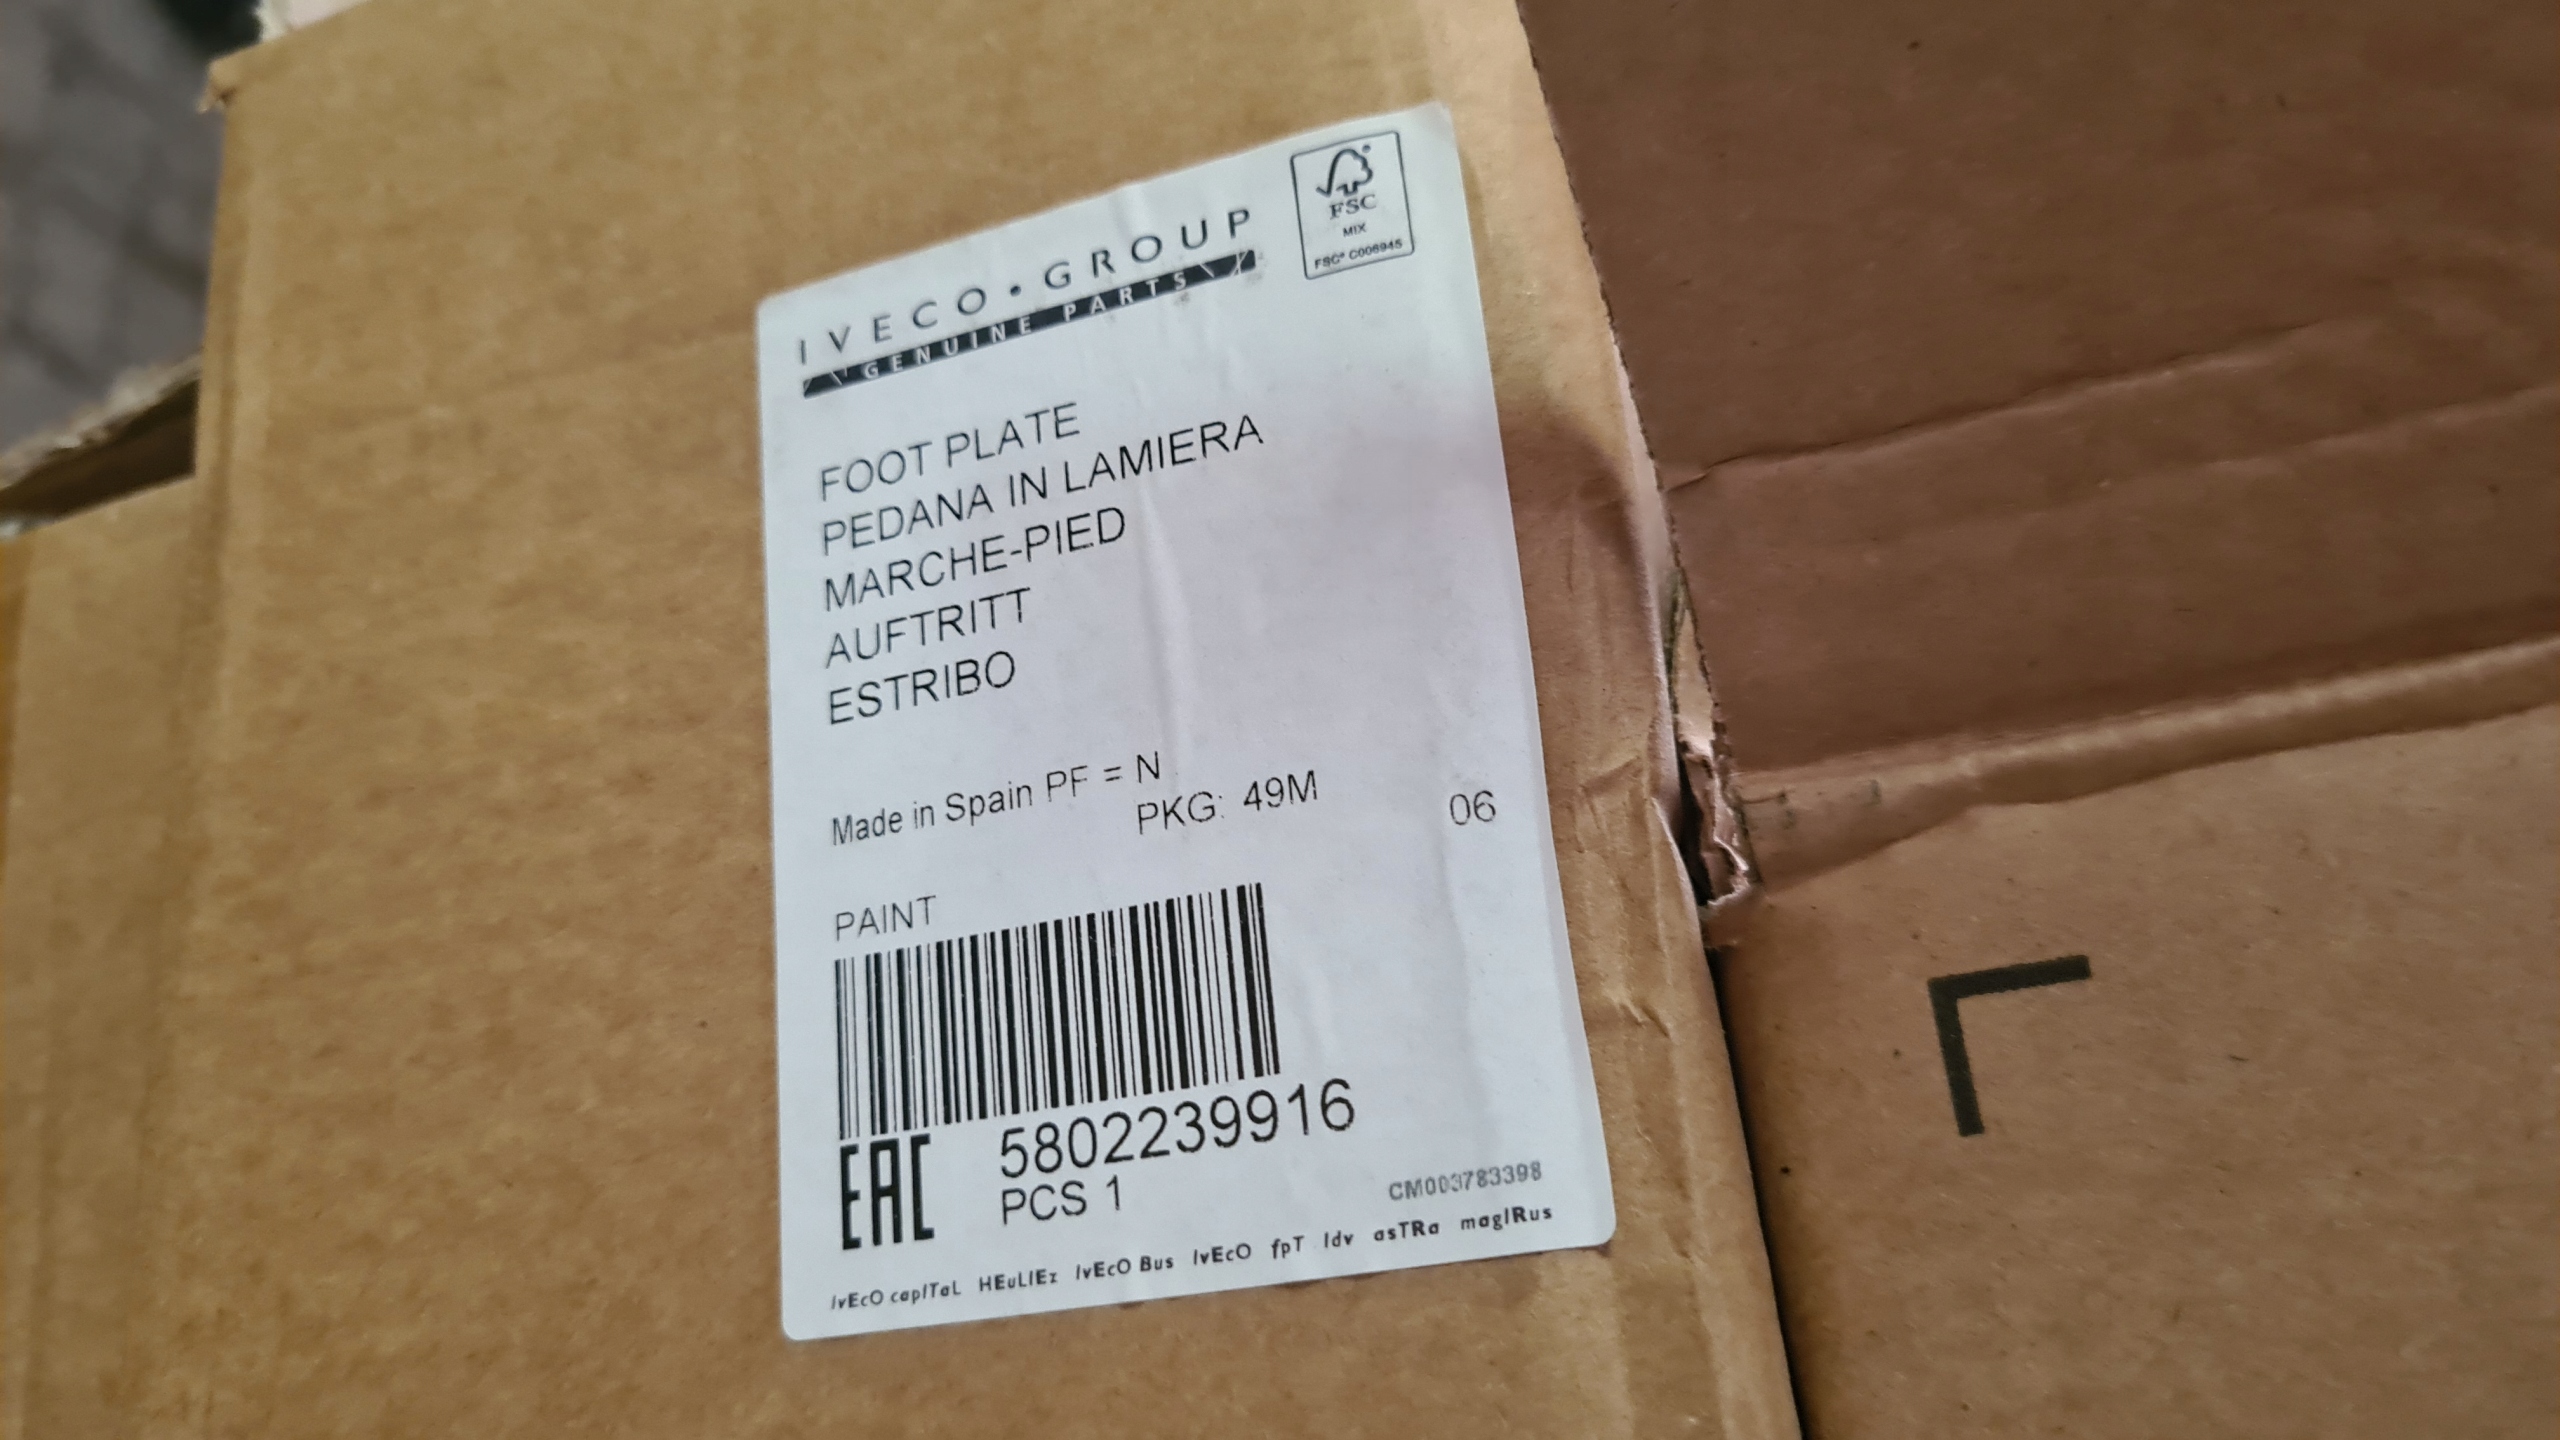 IVECO • GROUP
GENUINE PARTS
FSC
MIX
FSC® C006945
FOOT PLATE
PEDANA IN LAMIERA
MARCHE-PIED
AUFTRITT
ESTRIBO
Made in Spain PF = N
PKG: 49M
06
PAINT
EAC
5802239916
PCS 1
CM003783398
IvEcO capITaL HEuLIEz IvEcO Bus IvEcO fpT Idv asTRa magIRus